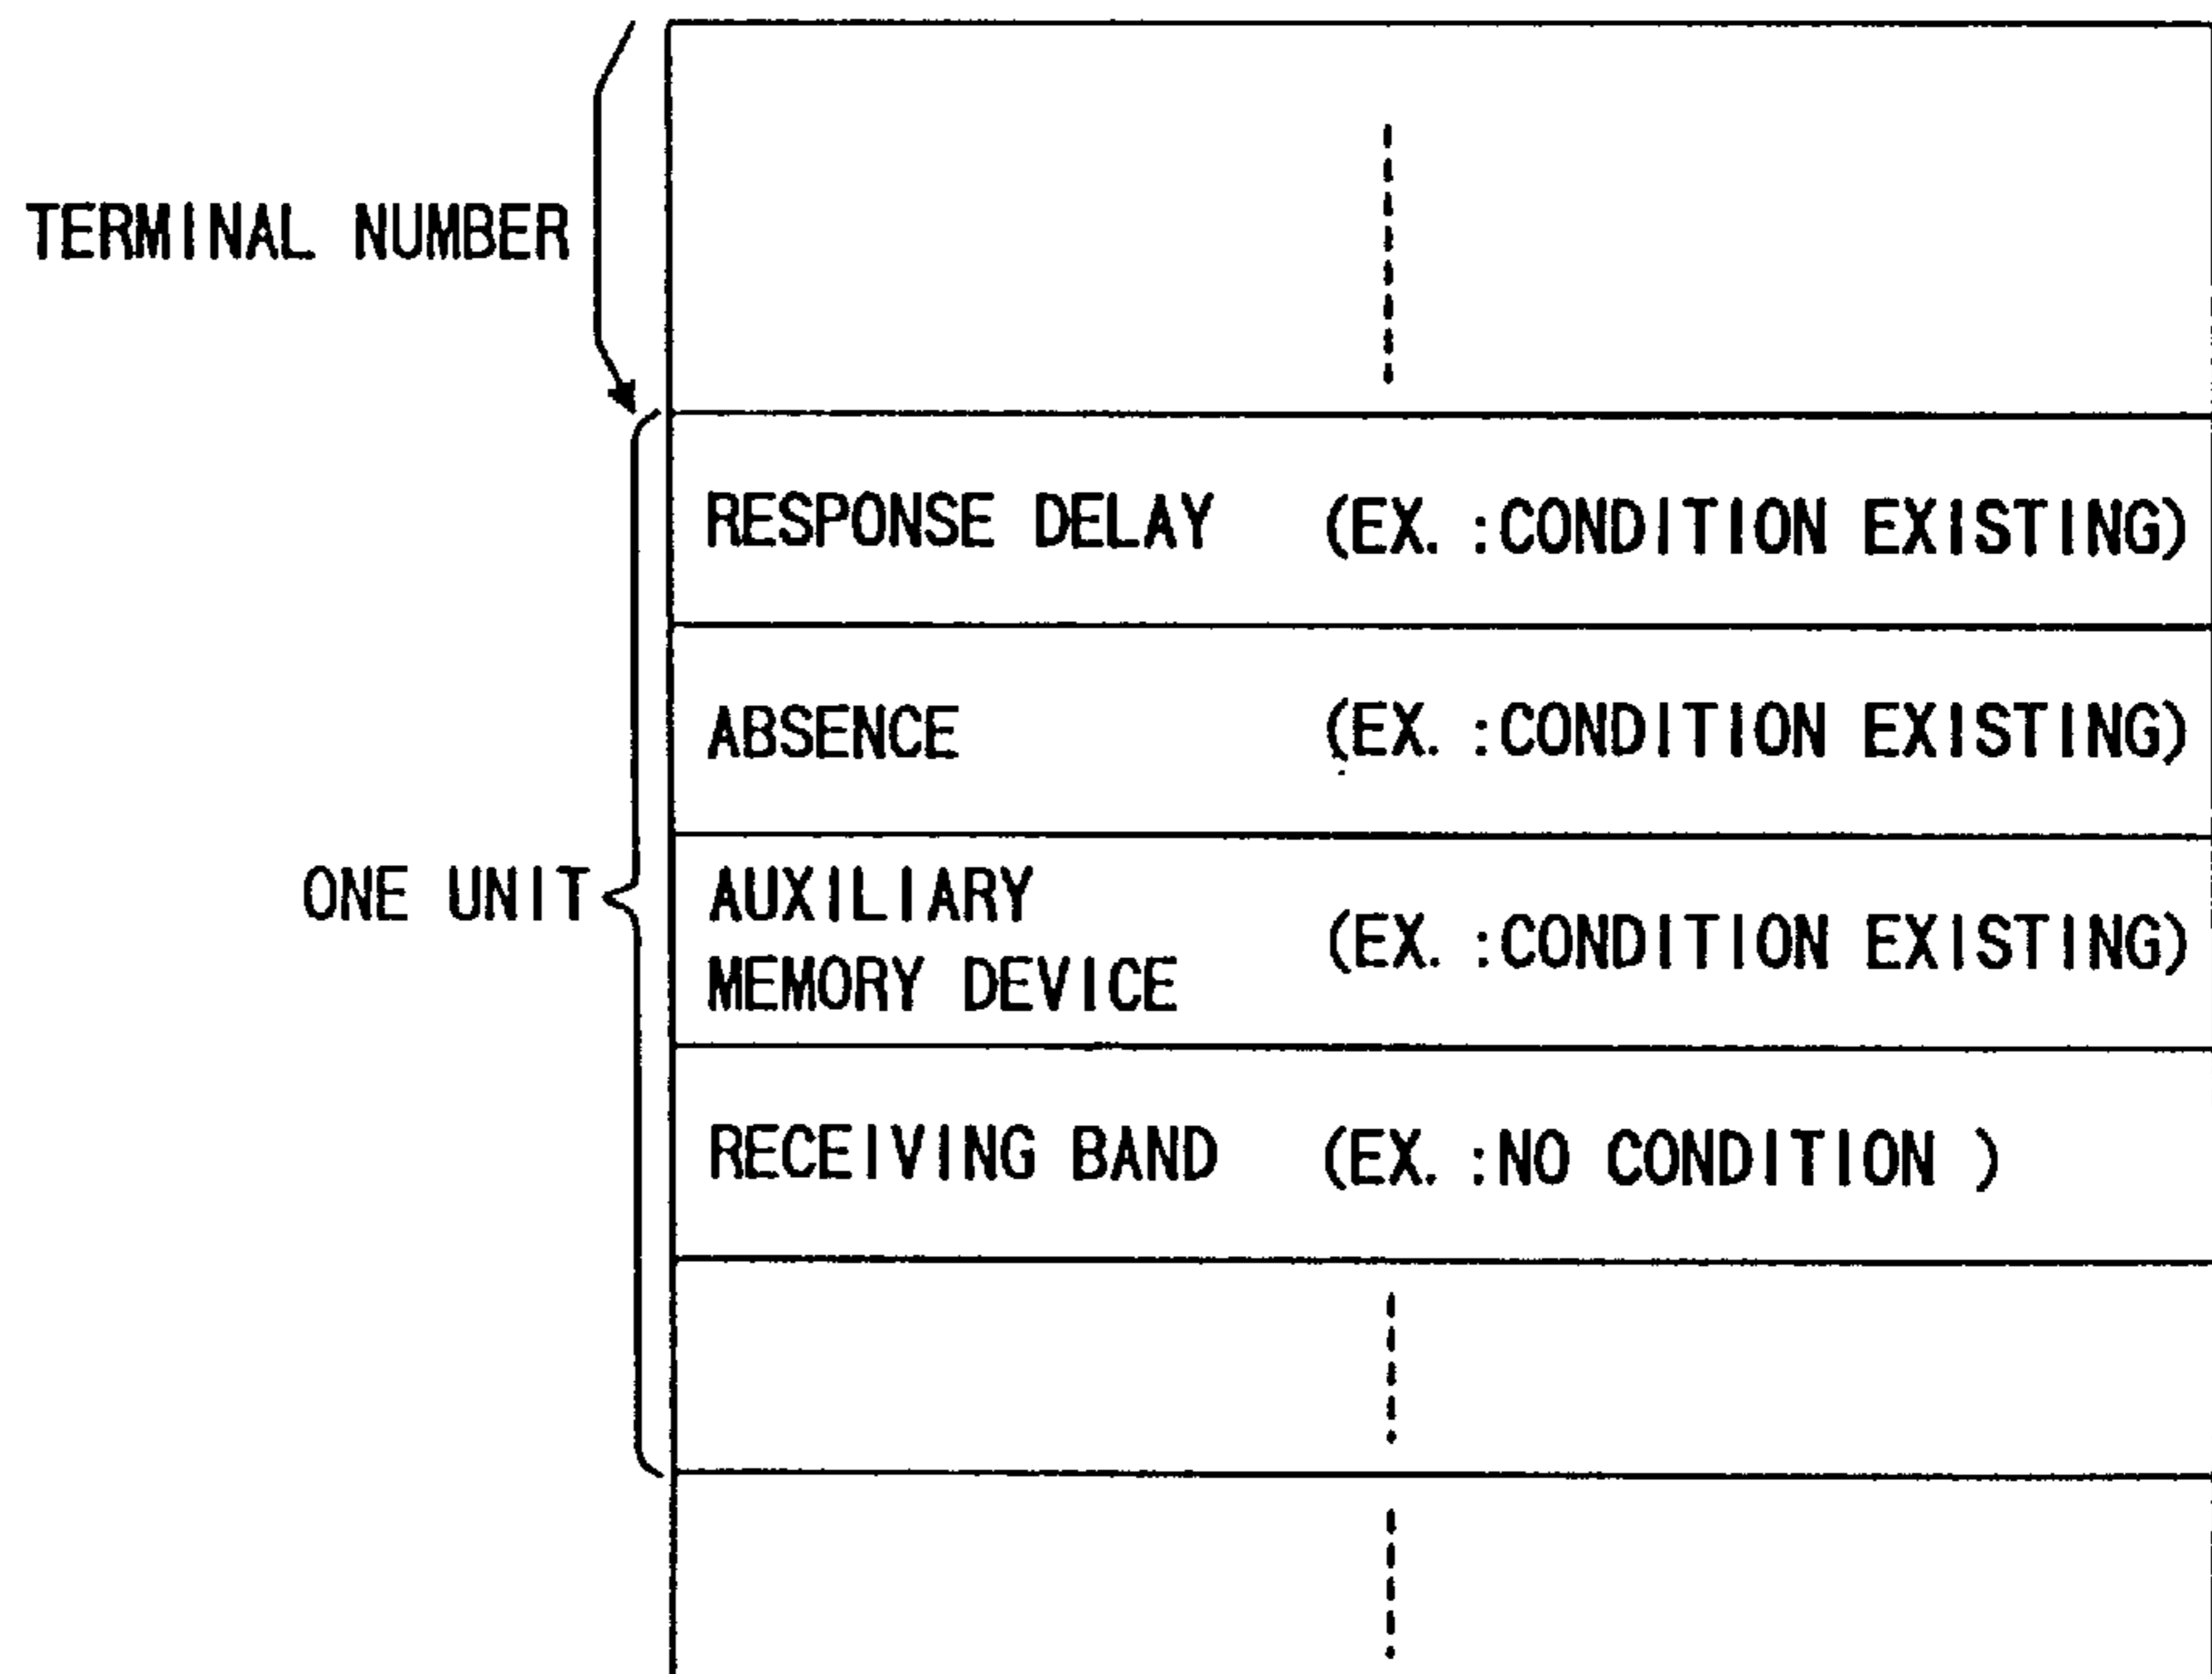 TERMINAL NUMBER
RESPONSE DELAY (EX. :CONDITION EXISTING)
ABSENCE (EX. :CONDITION EXISTING)
ONE UNIT
AUXILIARY
MEMORY DEVICE (EX. :CONDITION EXISTING)
RECEIVING BAND (EX. :NO CONDITION )